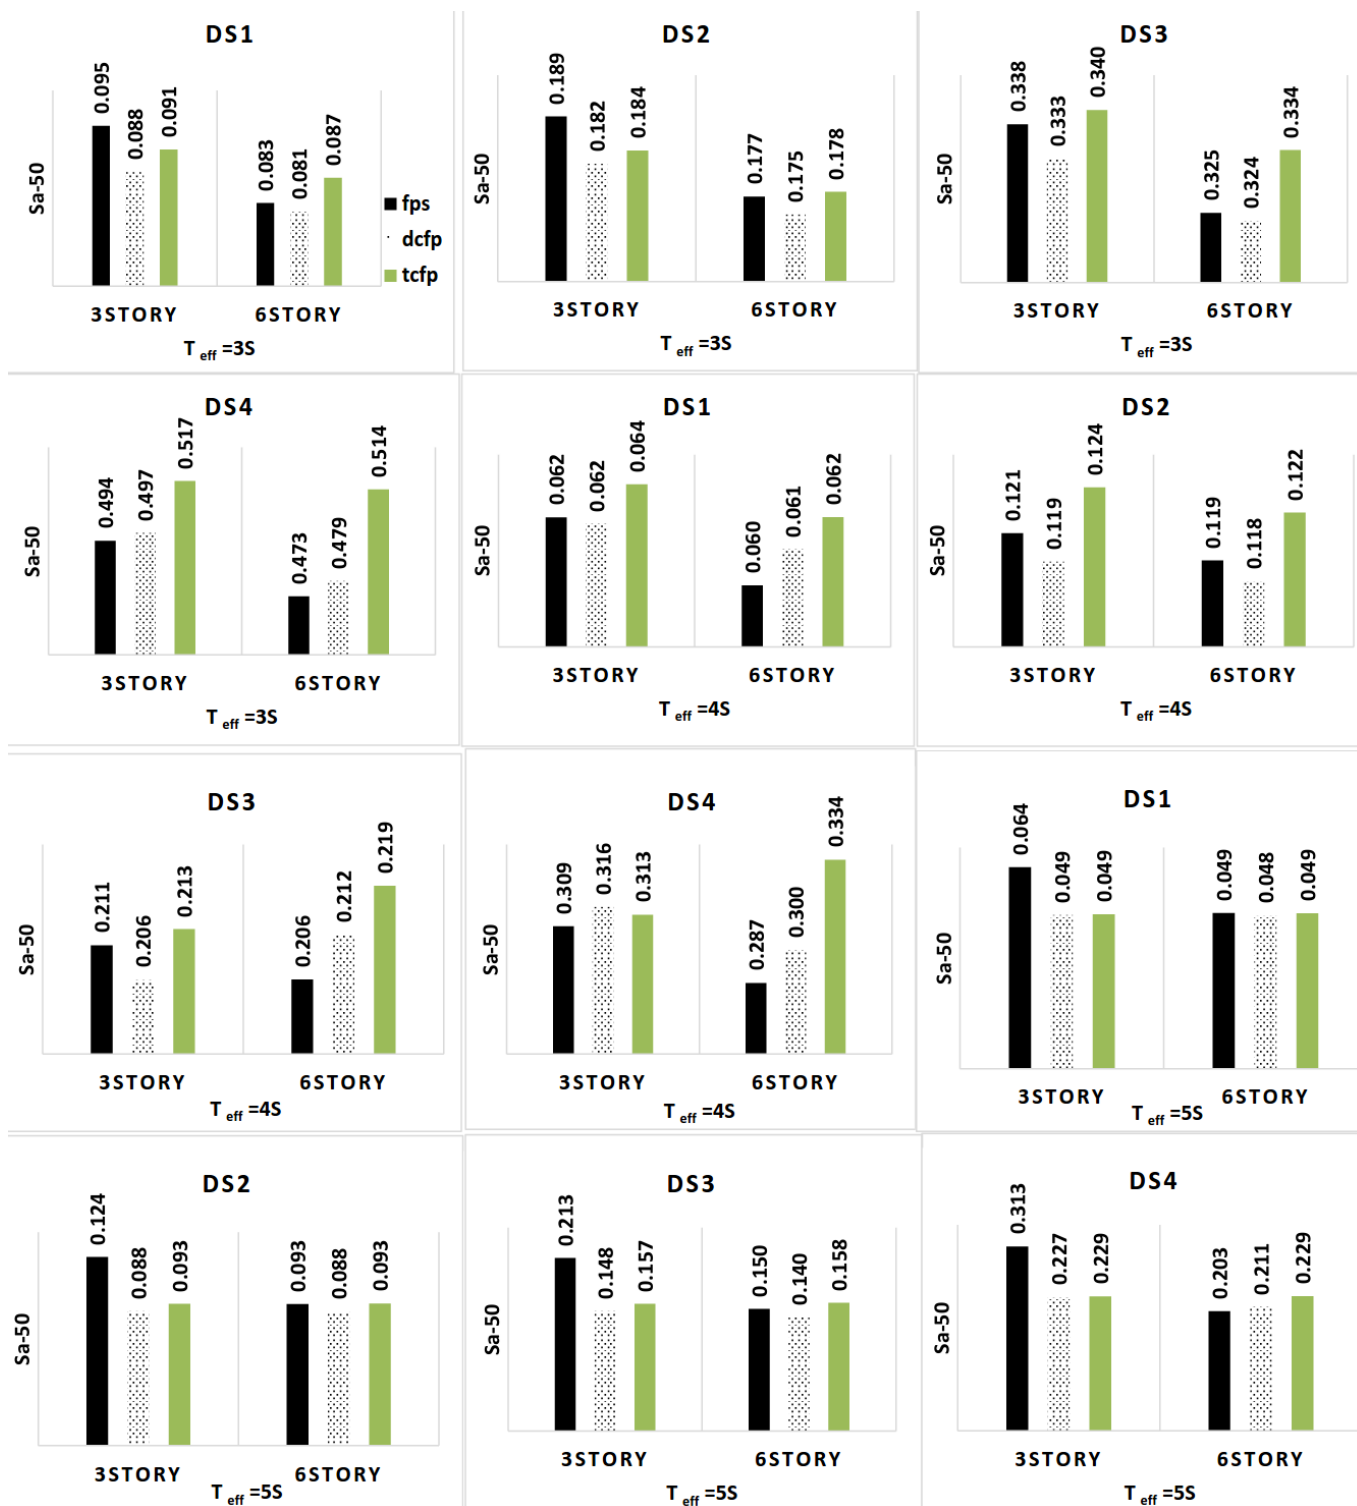 DS1
Sa-50
0.095
0.088
0.091
0.083
0.081
0.087
fps
dcfp
tcfp
3STORY 6STORY
T eff =3S
DS2
Sa-50
0.189
0.182
0.184
0.177
0.175
0.178
3STORY 6STORY
T eff =3S
DS3
Sa-50
0.338
0.333
0.340
0.325
0.324
0.334
3STORY 6STORY
T eff =3S
DS4
Sa-50
0.494
0.497
0.517
0.473
0.479
0.514
3STORY 6STORY
T eff =3S
DS1
Sa-50
0.062
0.062
0.064
0.060
0.061
0.062
3STORY 6STORY
T eff =4S
DS2
Sa-50
0.121
0.119
0.124
0.119
0.118
0.122
3STORY 6STORY
T eff =4S
DS3
Sa-50
0.211
0.206
0.213
0.206
0.212
0.219
3STORY 6STORY
T eff =4S
DS4
Sa-50
0.309
0.316
0.313
0.287
0.300
0.334
3STORY 6STORY
T eff =4S
DS1
Sa-50
0.064
0.049
0.049
0.049
0.048
0.049
3STORY 6STORY
T eff =5S
DS2
Sa-50
0.124
0.088
0.093
0.093
0.088
0.093
3STORY 6STORY
T eff =5S
DS3
Sa-50
0.213
0.148
0.157
0.150
0.140
0.158
3STORY 6STORY
T eff =5S
DS4
Sa-50
0.313
0.227
0.229
0.203
0.211
0.229
3STORY 6STORY
T eff =5S